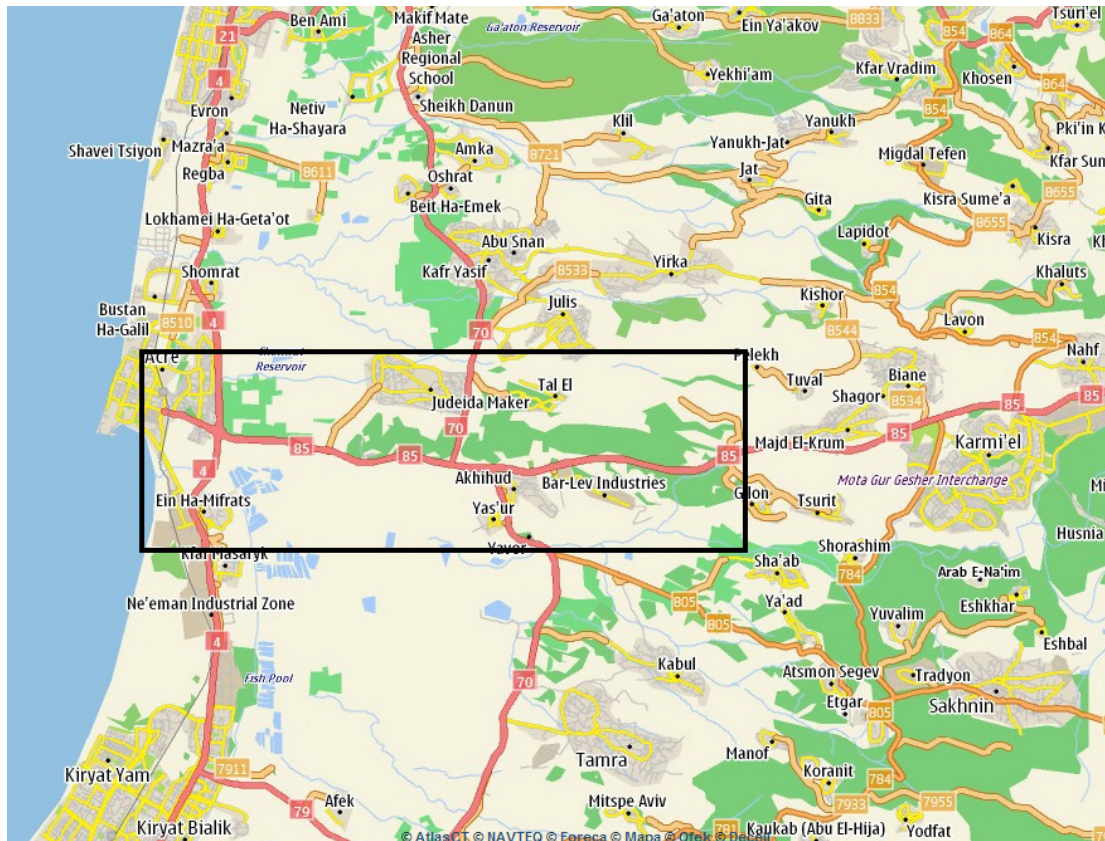 Ben Ami
Makif Mate
Asher
Regional
School
Ga'aton Reservoir
Ga'aton
Ein Ya'akov
8833
854
864
Tsuri'el
21
4
Evron
Netiv
Ha-Shayara
Sheikh Danun
Yekhi'am
Kfar Vradim
Khosen
864
854
Shavei Tsiyon
Mazra'a
Regba
8611
Klil
Amka
8721
Yanukh
Yanukh-Jat
Jat
Migdal Tefen
Pki'in K
Kfar Sum
8655
Oshrat
Beit Ha-Emek
Gita
Kisra Sume'a
8655
Kisra
Lokhamei Ha-Geta'ot
Abu Snan
Kafr Yasif
8533
Yirka
Lapidot
Shomrat
Bustan
Ha-Galil
8510
4
70
Julis
Kishor
854
Khaluts
Kh
8544
Lavon
854
Nahf
Acre
Reservoir
Judeida Maker
Tal El
Pelekh
Tuval
Biane
Shagor
8534
85
85
70
85
85
85
Majd El-Krum
85
Karmi'el
4
Akhihud
Bar-Lev Industries
Mota Gur Gesher Interchange
Mi
Ein Ha-Mifrats
Yas'ur
Yavor
Gilon
Tsurit
Husnia
Kfar Masaryk
Sha'ab
Shorashim
784
Arab E-Na'im
Ne'eman Industrial Zone
805
Ya'ad
805
Yuvalim
Eshkhar
Eshbal
4
Fish Pool
70
Kabul
Atsmon Segev
Etgar
805
Tradyon
Sakhnin
Tamra
Manof
784
Koranit
Kiryat Yam
7911
79
Afek
Kiryat Bialik
Mitspe Aviv
781
7933
7955
Kaukab (Abu El-Hija)
Yodfat
79
© AtlasCT, © NAVTEQ © Foreca © Mapa © Ofek © Decell